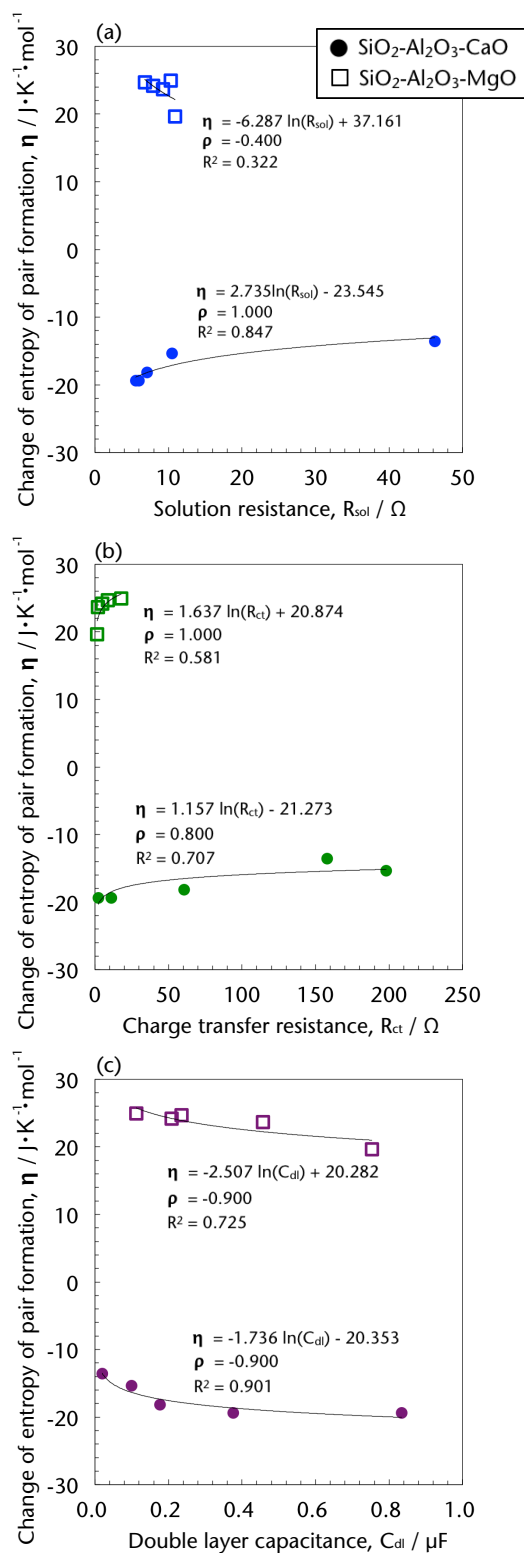 (a)
SiO2-Al2O3-CaO
SiO2-Al2O3-MgO
Change of entropy of pair formation, η / J·K-1·mol-1
30
20
10
0
-10
-20
-30
η = -6.287 ln(Rsol) + 37.161
ρ = -0.400
R2 = 0.322
η = 2.735ln(Rsol) - 23.545
ρ = 1.000
R2 = 0.847
0 10 20 30 40 50
Solution resistance, Rsol / Ω
(b)
Change of entropy of pair formation, η / J·K-1·mol-1
30
20
10
0
-10
-20
-30
η = 1.637 ln(Rct) + 20.874
ρ = 1.000
R2 = 0.581
η = 1.157 ln(Rct) - 21.273
ρ = 0.800
R2 = 0.707
0 50 100 150 200 250
Charge transfer resistance, Rct / Ω
(c)
Change of entropy of pair formation, η / J·K-1·mol-1
30
20
10
0
-10
-20
-30
η = -2.507 ln(Cdl) + 20.282
ρ = -0.900
R2 = 0.725
η = -1.736 ln(Cdl) - 20.353
ρ = -0.900
R2 = 0.901
0.0 0.2 0.4 0.6 0.8 1.0
Double layer capacitance, Cdl / μF